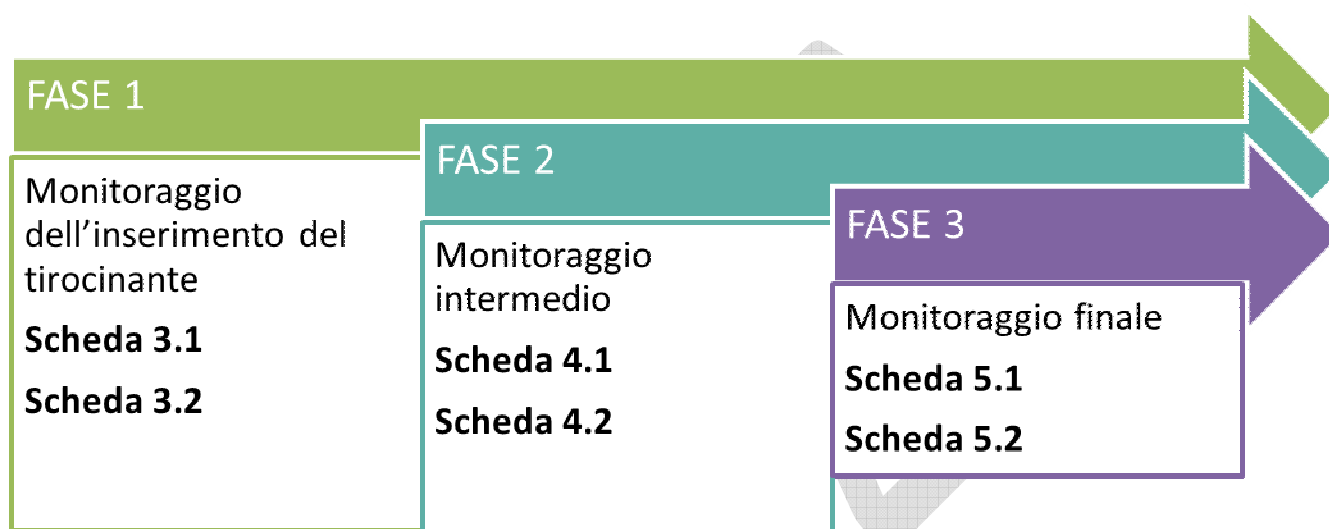 FASE 1
Monitoraggio
dell’inserimento del
tirocinante
Scheda 3.1
Scheda 3.2
FASE 2
Monitoraggio
intermedio
Scheda 4.1
Scheda 4.2
FASE 3
Monitoraggio finale
Scheda 5.1
Scheda 5.2